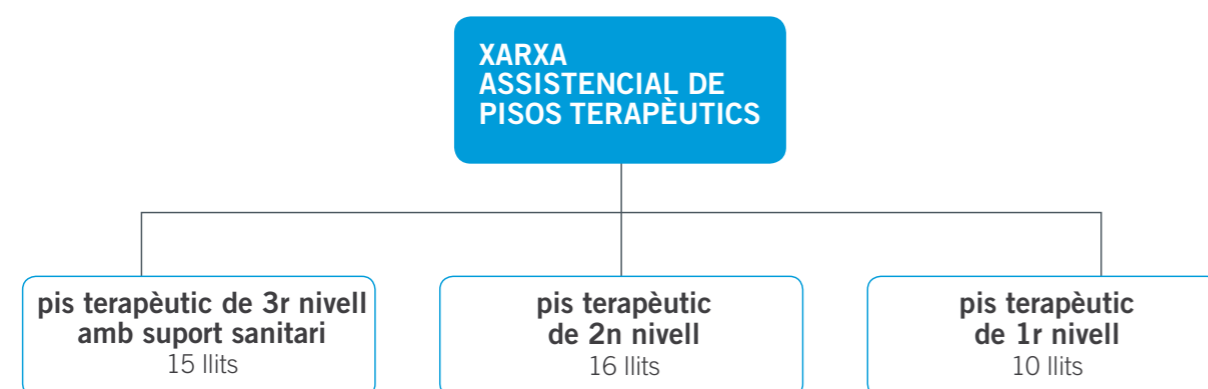 XARXA
ASSISTENCIAL DE
PISOS TERAPÈUTICS
pis terapèutic de 3r nivell
amb suport sanitari
15 llits
pis terapèutic
de 2n nivell
16 llits
pis terapèutic
de 1r nivell
10 llits